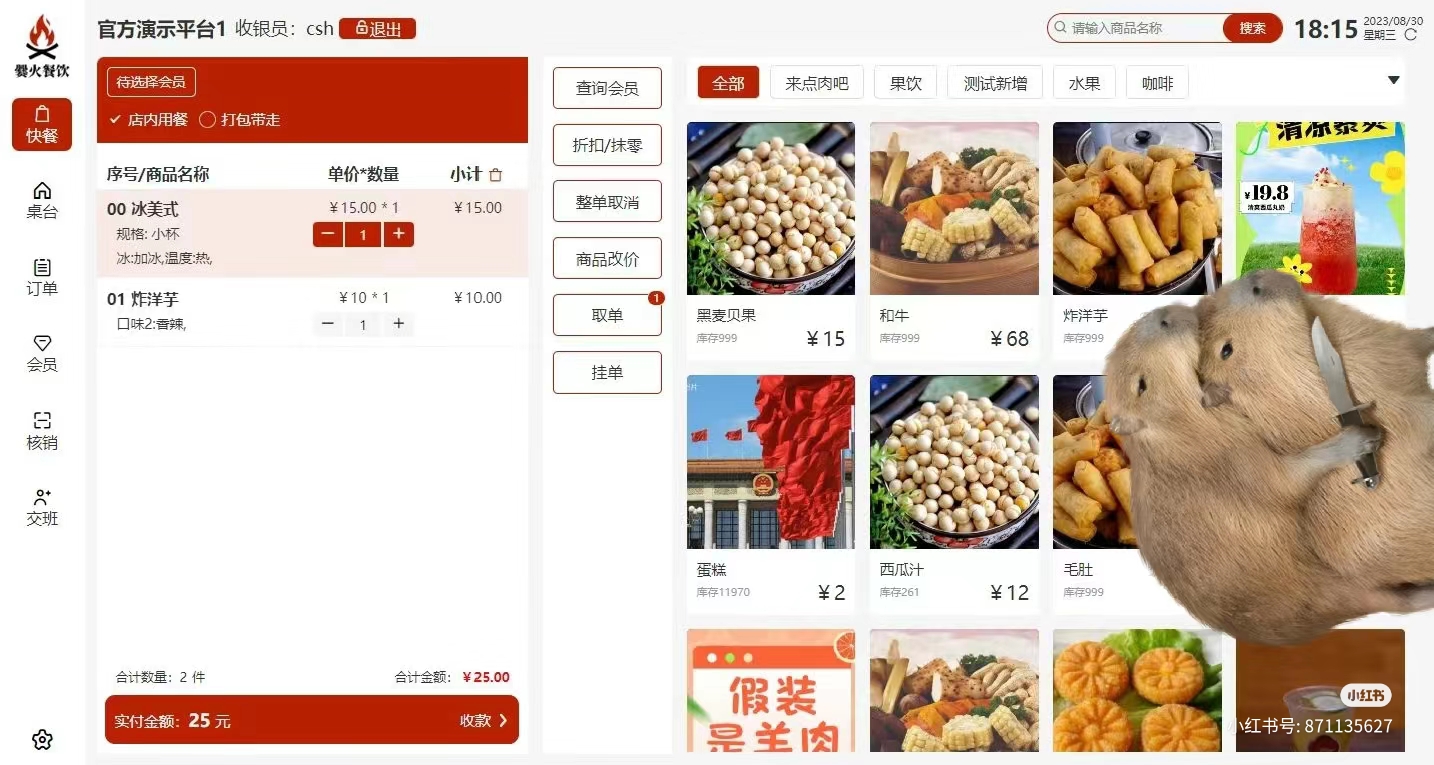 爨火餐饮
快餐
桌台
订单
会员
核销
交班
官方演示平台1 收银员：csh 退出
请输入商品名称 搜索 18:15 2023/08/30 星期三
待选择会员
店内用餐 打包带走
序号/商品名称 单价*数量 小计
00 冰美式 ¥15.00 * 1 ¥15.00
规格: 小杯 1
冰:加冰,温度:热,
01 炸洋芋 ¥10 * 1 ¥10.00
口味2:香辣, 1
合计数量：2 件 合计金额：¥25.00
实付金额：25 元 收款
查询会员
折扣/抹零
整单取消
商品改价
取单 1
挂单
全部 来点肉吧 果饮 测试新增 水果 咖啡
¥19.8
黑麦贝果
库存999 ¥15
和牛
库存999 ¥68
炸洋芋
库存999
蛋糕
库存11970 ¥2
西瓜汁
库存261 ¥12
毛肚
库存999
假装
是羊肉
小红书
小红书号: 871135627